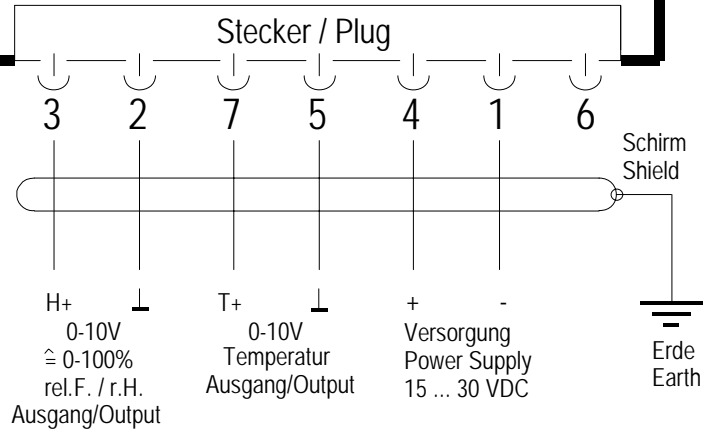 Stecker / Plug
3 2 7 5 4 1 6
Schirm
Shield
H+
0-10V
≙ 0-100%
rel.F. / r.H.
Ausgang/Output
T+
0-10V
Temperatur
Ausgang/Output
+ -
Versorgung
Power Supply
15 ... 30 VDC
Erde
Earth